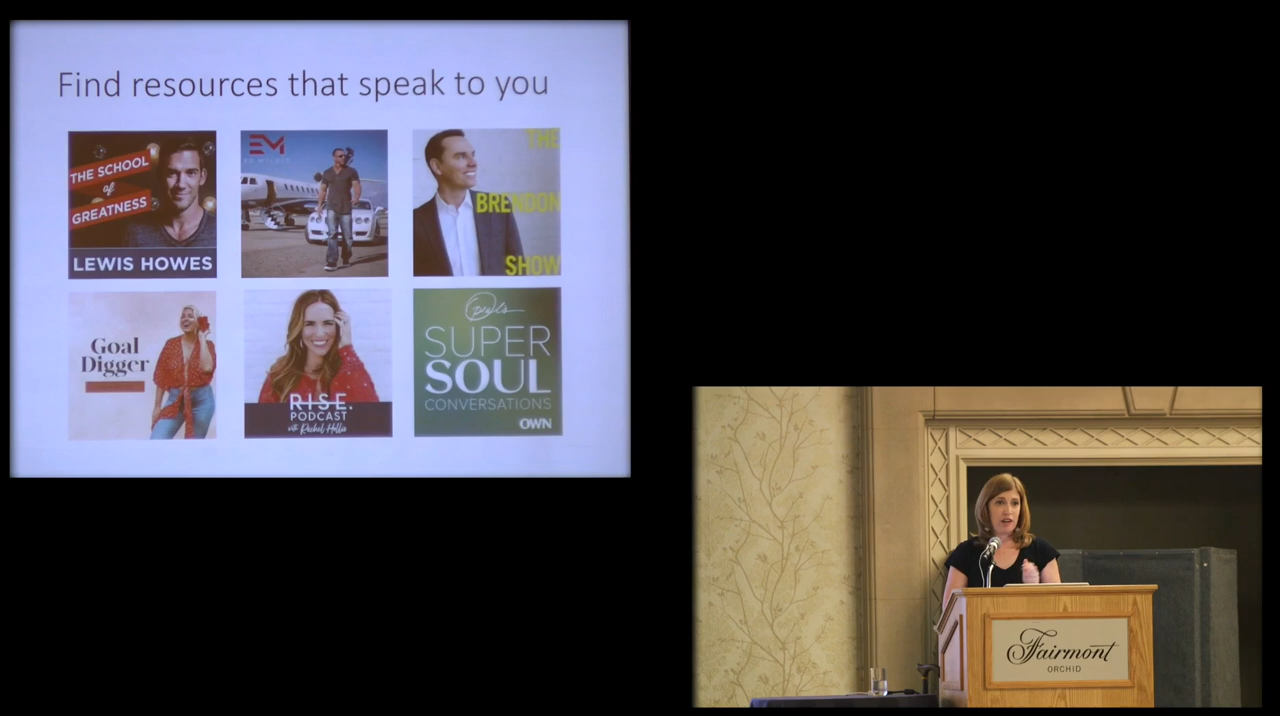 Find resources that speak to you
THE SCHOOL
of
GREATNESS
LEWIS HOWES
EM
ED MYLETT
THE
BRENDON
SHOW
Goal
Digger
RISE.
PODCAST
with Rachel Hollis
SUPER
SOUL
CONVERSATIONS
OWN
Fairmont
ORCHID